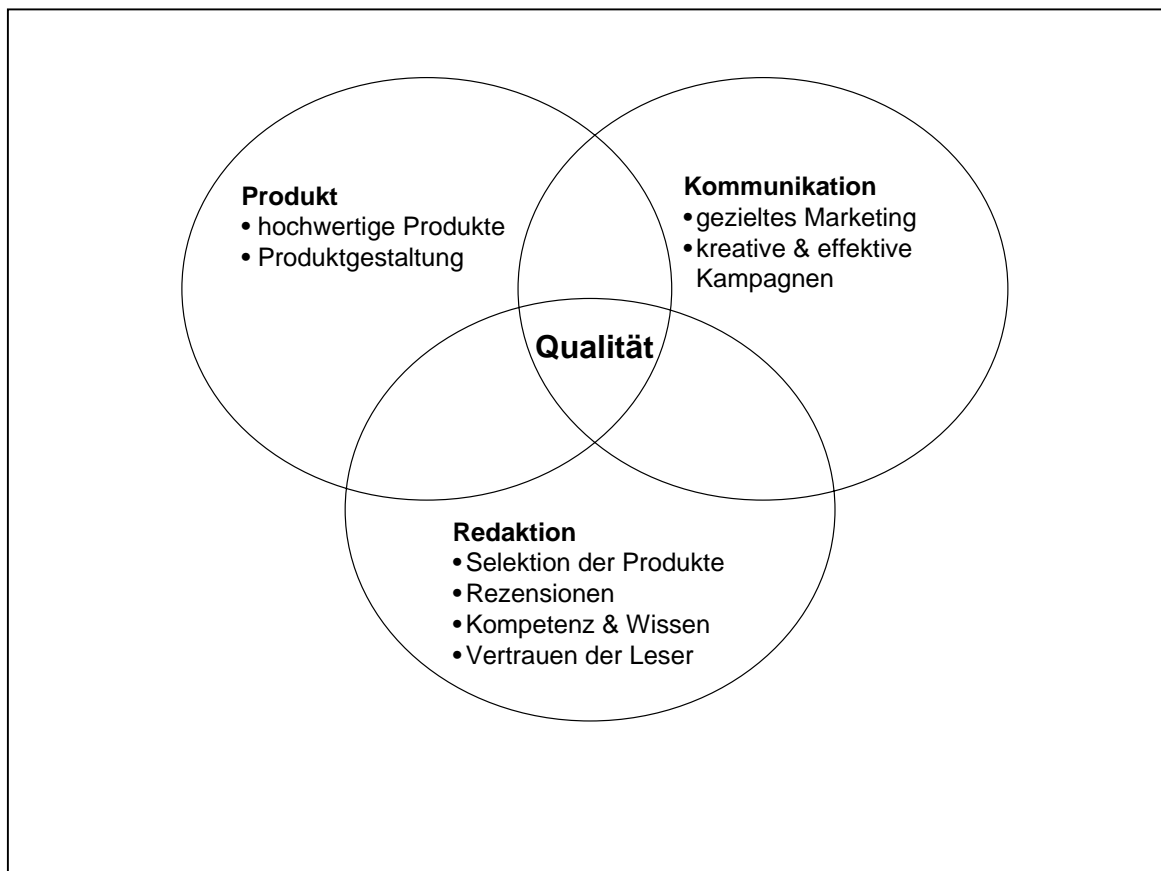 Produkt
• hochwertige Produkte
• Produktgestaltung
Kommunikation
• gezieltes Marketing
• kreative & effektive
Kampagnen
Qualität
Redaktion
• Selektion der Produkte
• Rezensionen
• Kompetenz & Wissen
• Vertrauen der Leser